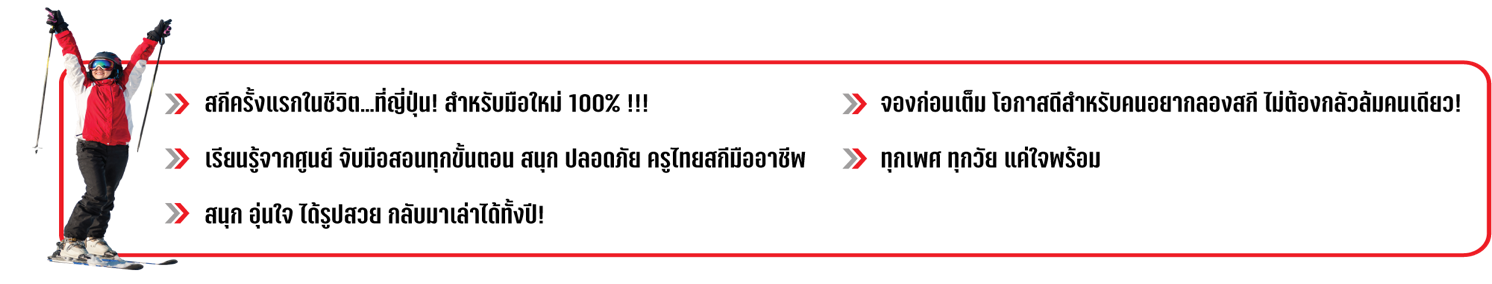 สกีครั้งแรกในชีวิต...ที่ญี่ปุ่น! สำหรับมือใหม่ 100% !!!
เรียนรู้จากศูนย์ จับมือสอนทุกขั้นตอน สนุก ปลอดภัย ครูไทยสกีมืออาชีพ
สนุก อุ่นใจ ได้รูปสวย กลับมาเล่าได้ทั้งปี!
จองก่อนเต็ม โอกาสดีสำหรับคนอยากลองสกี ไม่ต้องกลัวล้มคนเดียว!
ทุกเพศ ทุกวัย แค่ใจพร้อม